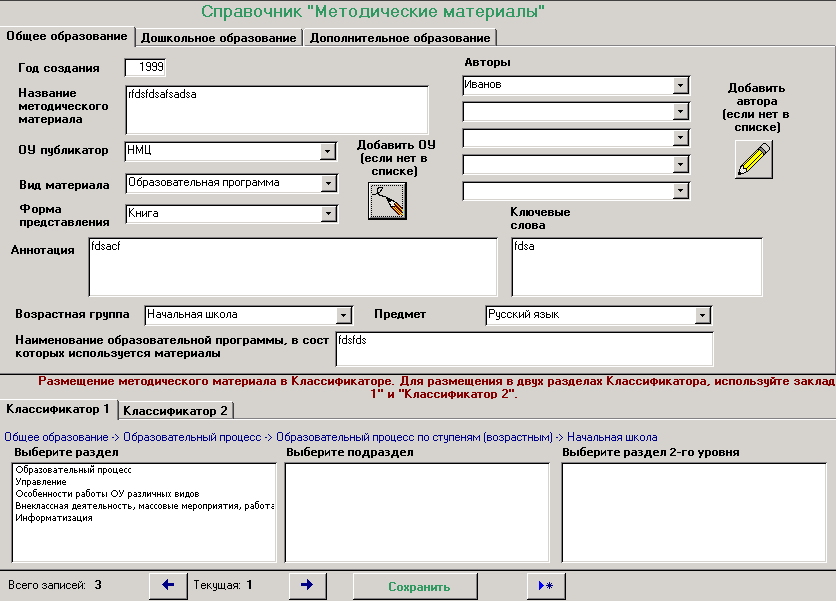 Справочник "Методические материалы"
Общее образование
Дошкольное образование
Дополнительное образование
Год создания
1999
Название
методического
материала
rfdsfdsafsadsa
ОУ публикатор
НМЦ
Добавить ОУ
(если нет в
списке)
Вид материала
Образовательная программа
Форма
представления
Книга
Авторы
Иванов
Добавить
автора
(если нет в
списке)
Ключевые
слова
Аннотация
fdsacf
fdsa
Возрастная группа
Начальная школа
Предмет
Русский язык
Наименование образовательной программы, в сост
которых используется материалы
fdsfds
Размещение методического материала в Классификаторе. Для размещения в двух разделах Классификатора, используйте заклад
1" и "Классификатор 2".
Классификатор 1
Классификатор 2
Общее образование -> Образовательный процесс -> Образовательный процесс по ступеням (возрастным) -> Начальная школа
Выберите раздел
Выберите подраздел
Выберите раздел 2-го уровня
Образовательный процесс
Управление
Особенности работы ОУ различных видов
Внеклассная деятельность, массовые мероприятия, работа
Информатизация
Всего записей: 3
Текущая: 1
Сохранить